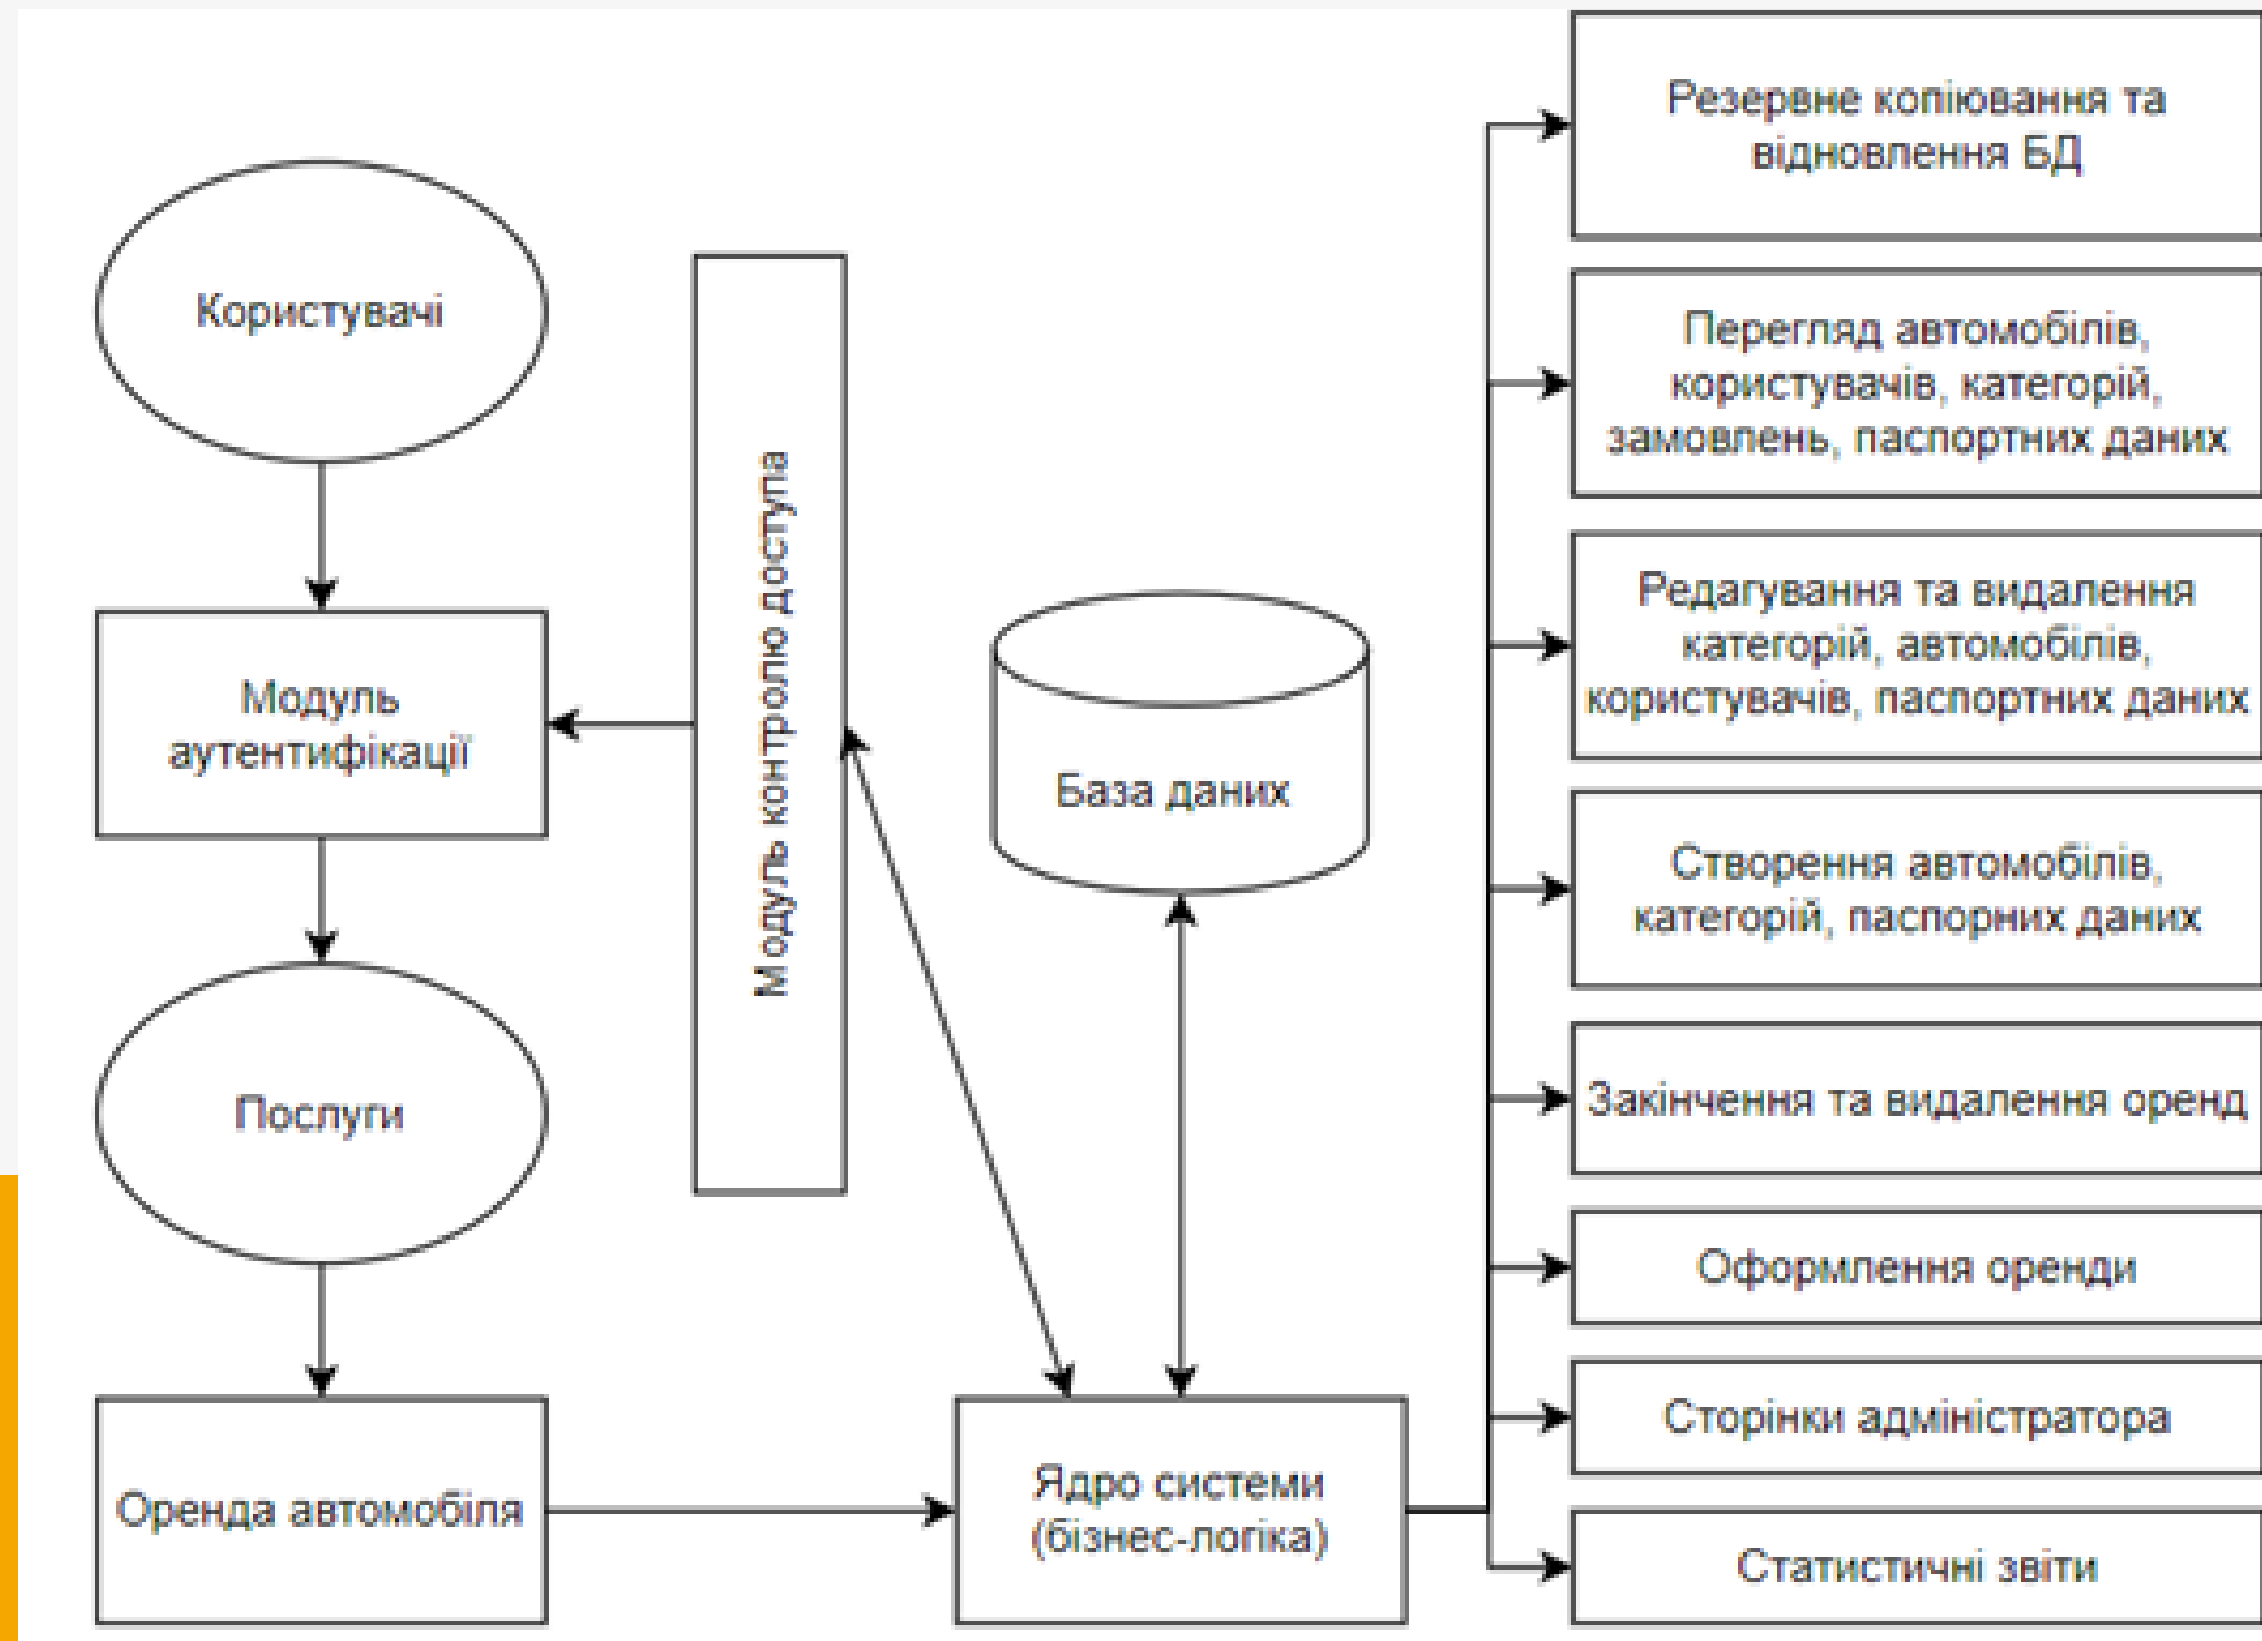 Користувачі
Модуль
аутентифікації
Послуги
Оренда автомобіля
Модуль контролю доступа
База даних
Ядро системи
(бізнес-логіка)
Резервне копіювання та
відновлення БД
Перегляд автомобілів,
користувачів, категорій,
замовлень, паспортних даних
Редагування та видалення
категорій, автомобілів,
користувачів, паспортних даних
Створення автомобілів,
категорій, паспорних даних
Закінчення та видалення оренд
Оформлення оренди
Сторінки адміністратора
Статистичні звіти